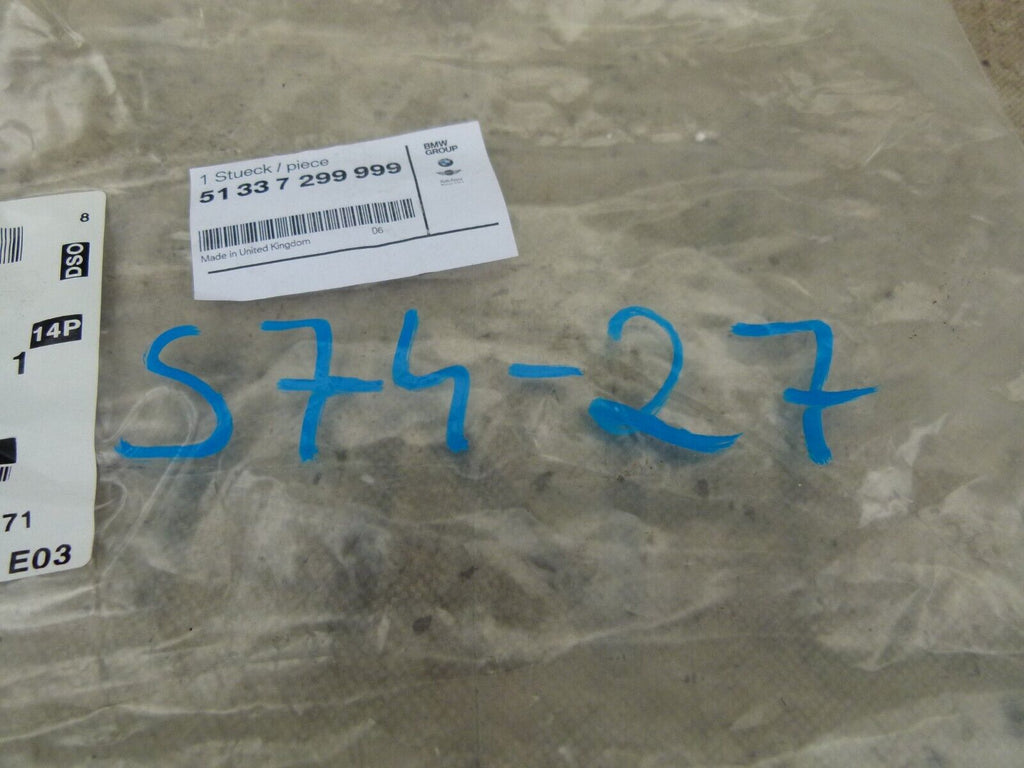 1 Stueck / piece
51 33 7 299 999
06
Made in United Kingdom
BMW
GROUP
8
DSO
14P
1
71
E03
S74-27